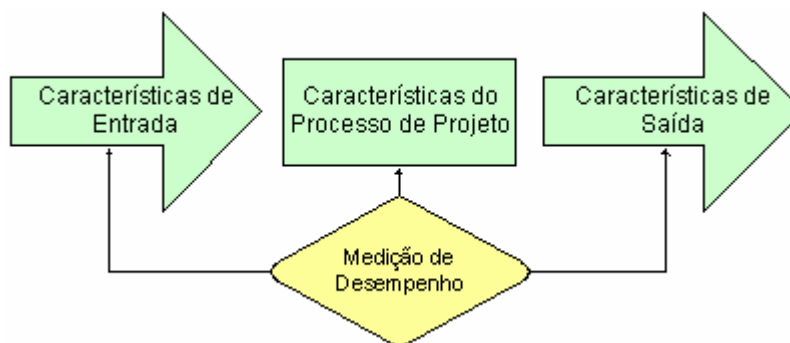 Características de
Entrada
Características do
Processo de Projeto
Características de
Saída
Medição de
Desempenho